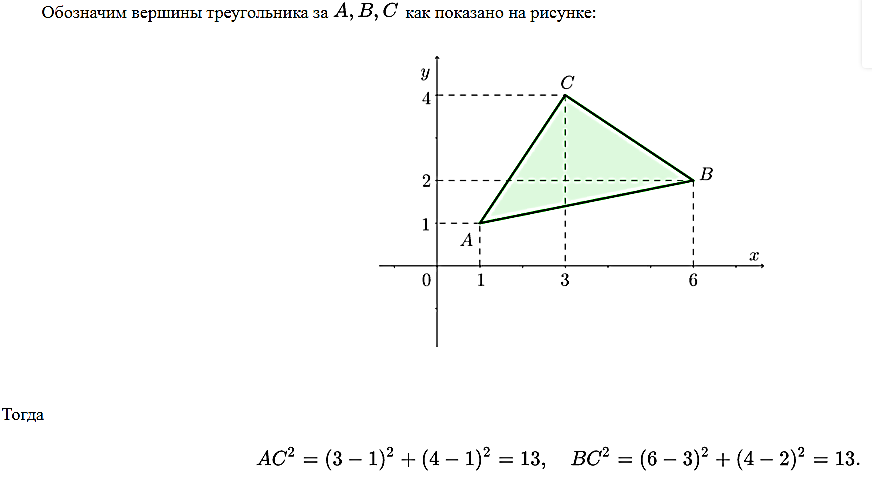 Обозначим вершины треугольника за A, B, C как показано на рисунке:
y
C
4
2
B
1
A
x
0 1 3 6
Тогда
AC² = (3 − 1)² + (4 − 1)² = 13, BC² = (6 − 3)² + (4 − 2)² = 13.